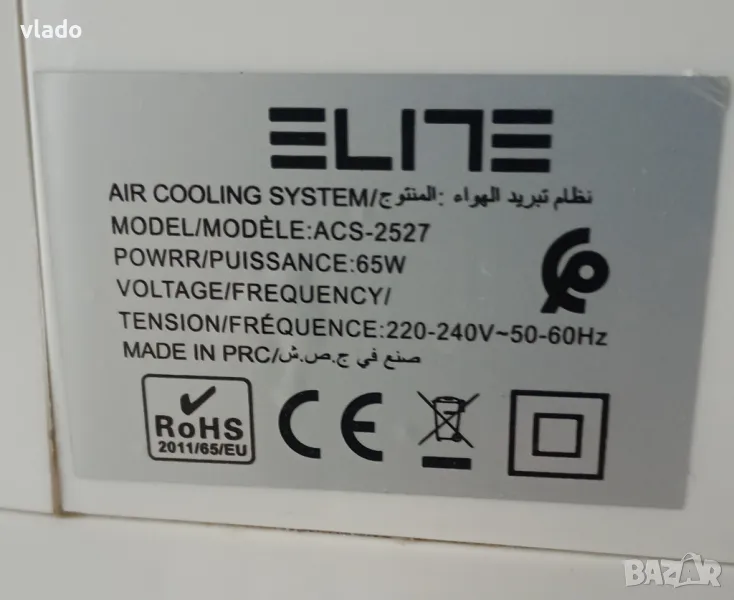 vlado
ELITE
AIR COOLING SYSTEM/نظام تبريد الهواء :المنتوج
MODEL/MODÈLE:ACS-2527
POWRR/PUISSANCE:65W
VOLTAGE/FREQUENCY/
TENSION/FRÉQUENCE:220-240V~50-60Hz
MADE IN PRC/صنع في ج.ص.ش
RoHS
2011/65/EU
CE
BAZAR